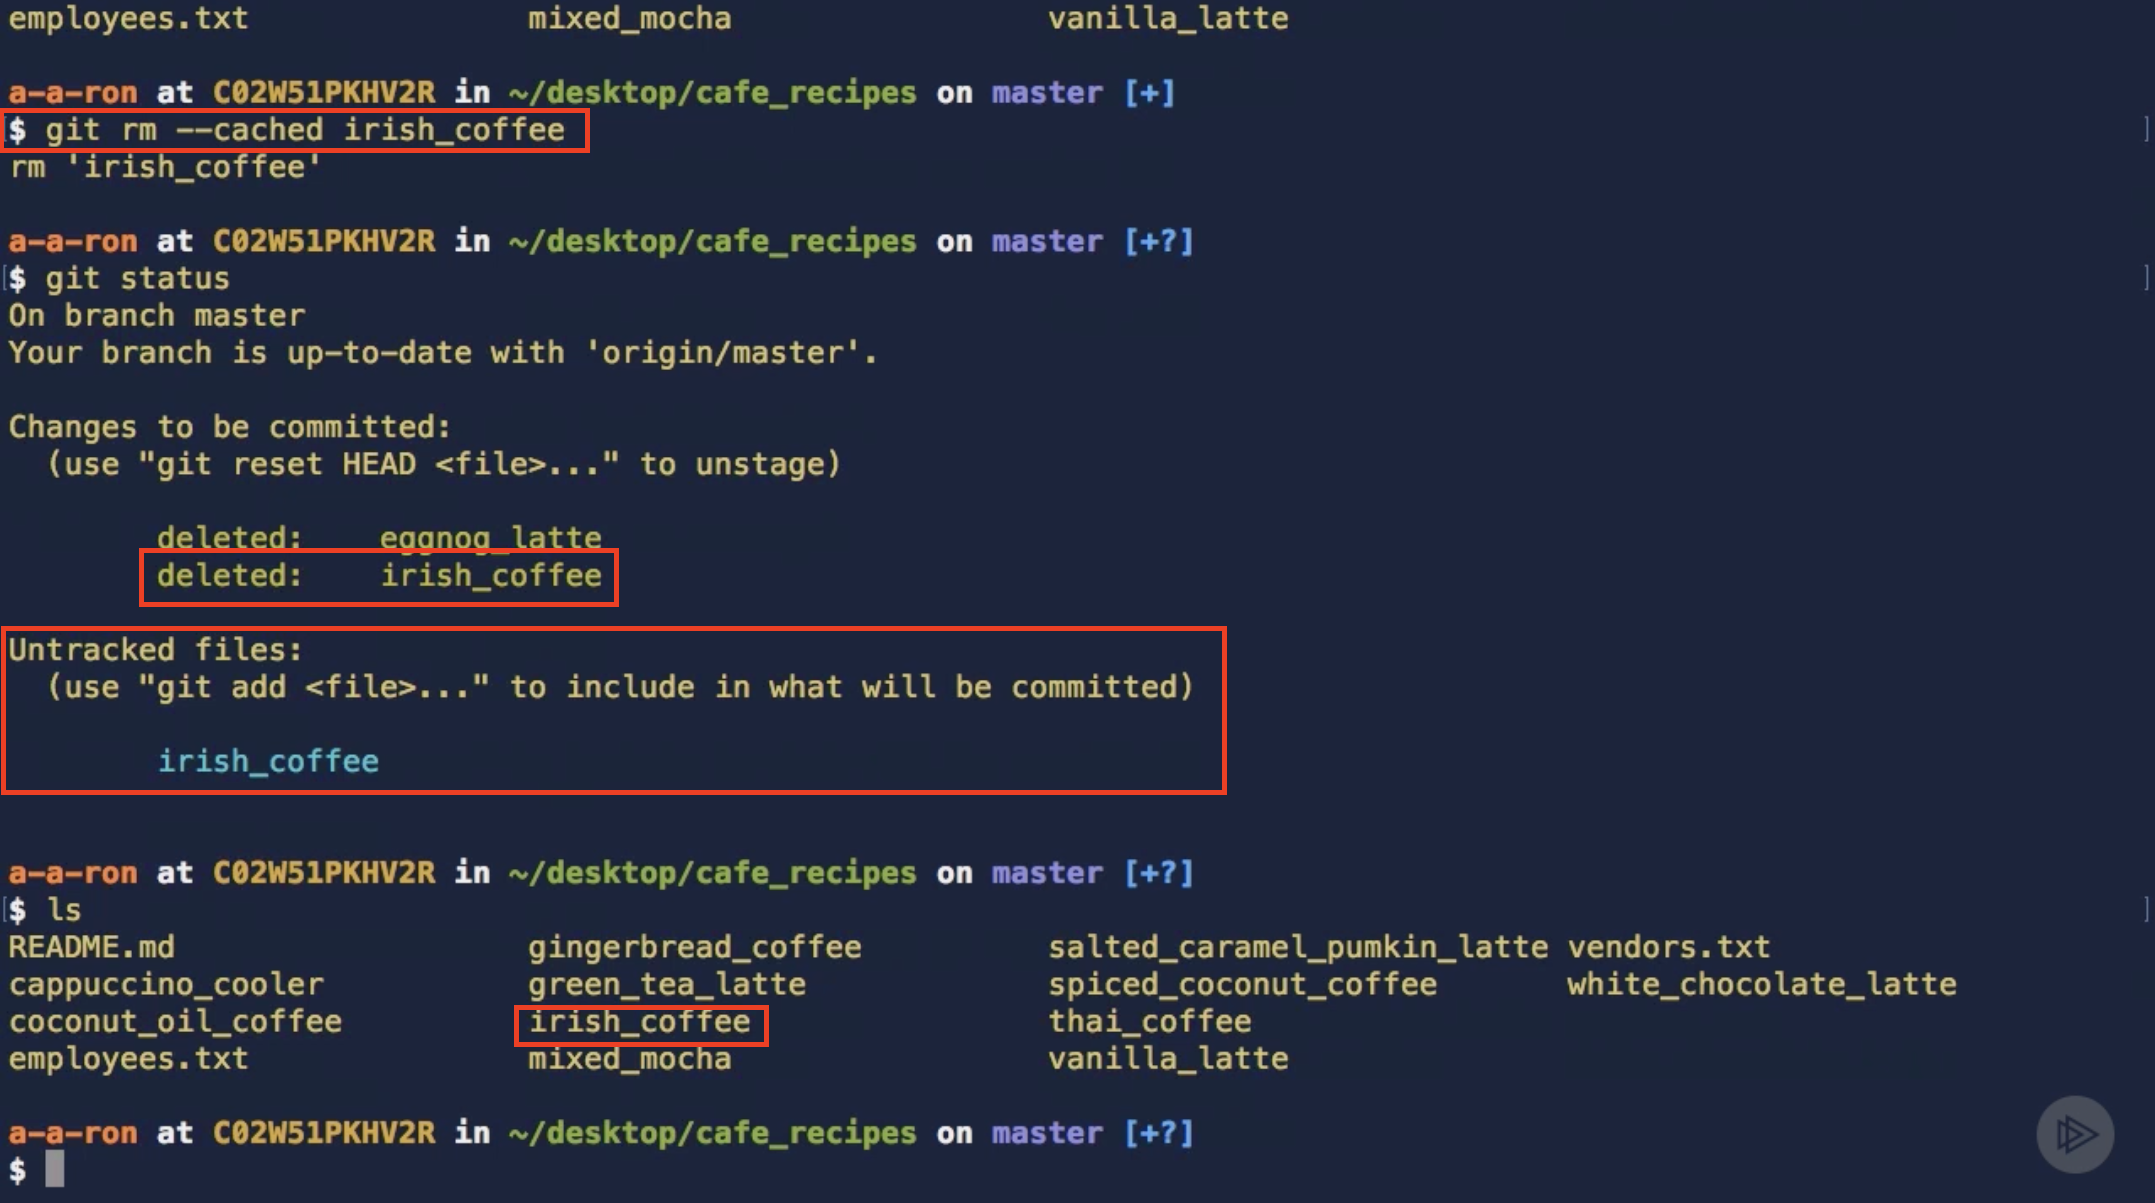 employees.txt mixed_mocha vanilla_latte
a-a-ron at C02W51PKHV2R in ~/desktop/cafe_recipes on master [+]
[$ git rm --cached irish_coffee ]
rm 'irish_coffee'
a-a-ron at C02W51PKHV2R in ~/desktop/cafe_recipes on master [+?]
[$ git status ]
On branch master
Your branch is up-to-date with 'origin/master'.
Changes to be committed:
(use "git reset HEAD <file>..." to unstage)
deleted: eggnog_latte
deleted: irish_coffee
Untracked files:
(use "git add <file>..." to include in what will be committed)
irish_coffee
a-a-ron at C02W51PKHV2R in ~/desktop/cafe_recipes on master [+?]
[$ ls ]
README.md gingerbread_coffee salted_caramel_pumkin_latte vendors.txt
cappuccino_cooler green_tea_latte spiced_coconut_coffee white_chocolate_latte
coconut_oil_coffee irish_coffee thai_coffee
employees.txt mixed_mocha vanilla_latte
a-a-ron at C02W51PKHV2R in ~/desktop/cafe_recipes on master [+?]
$